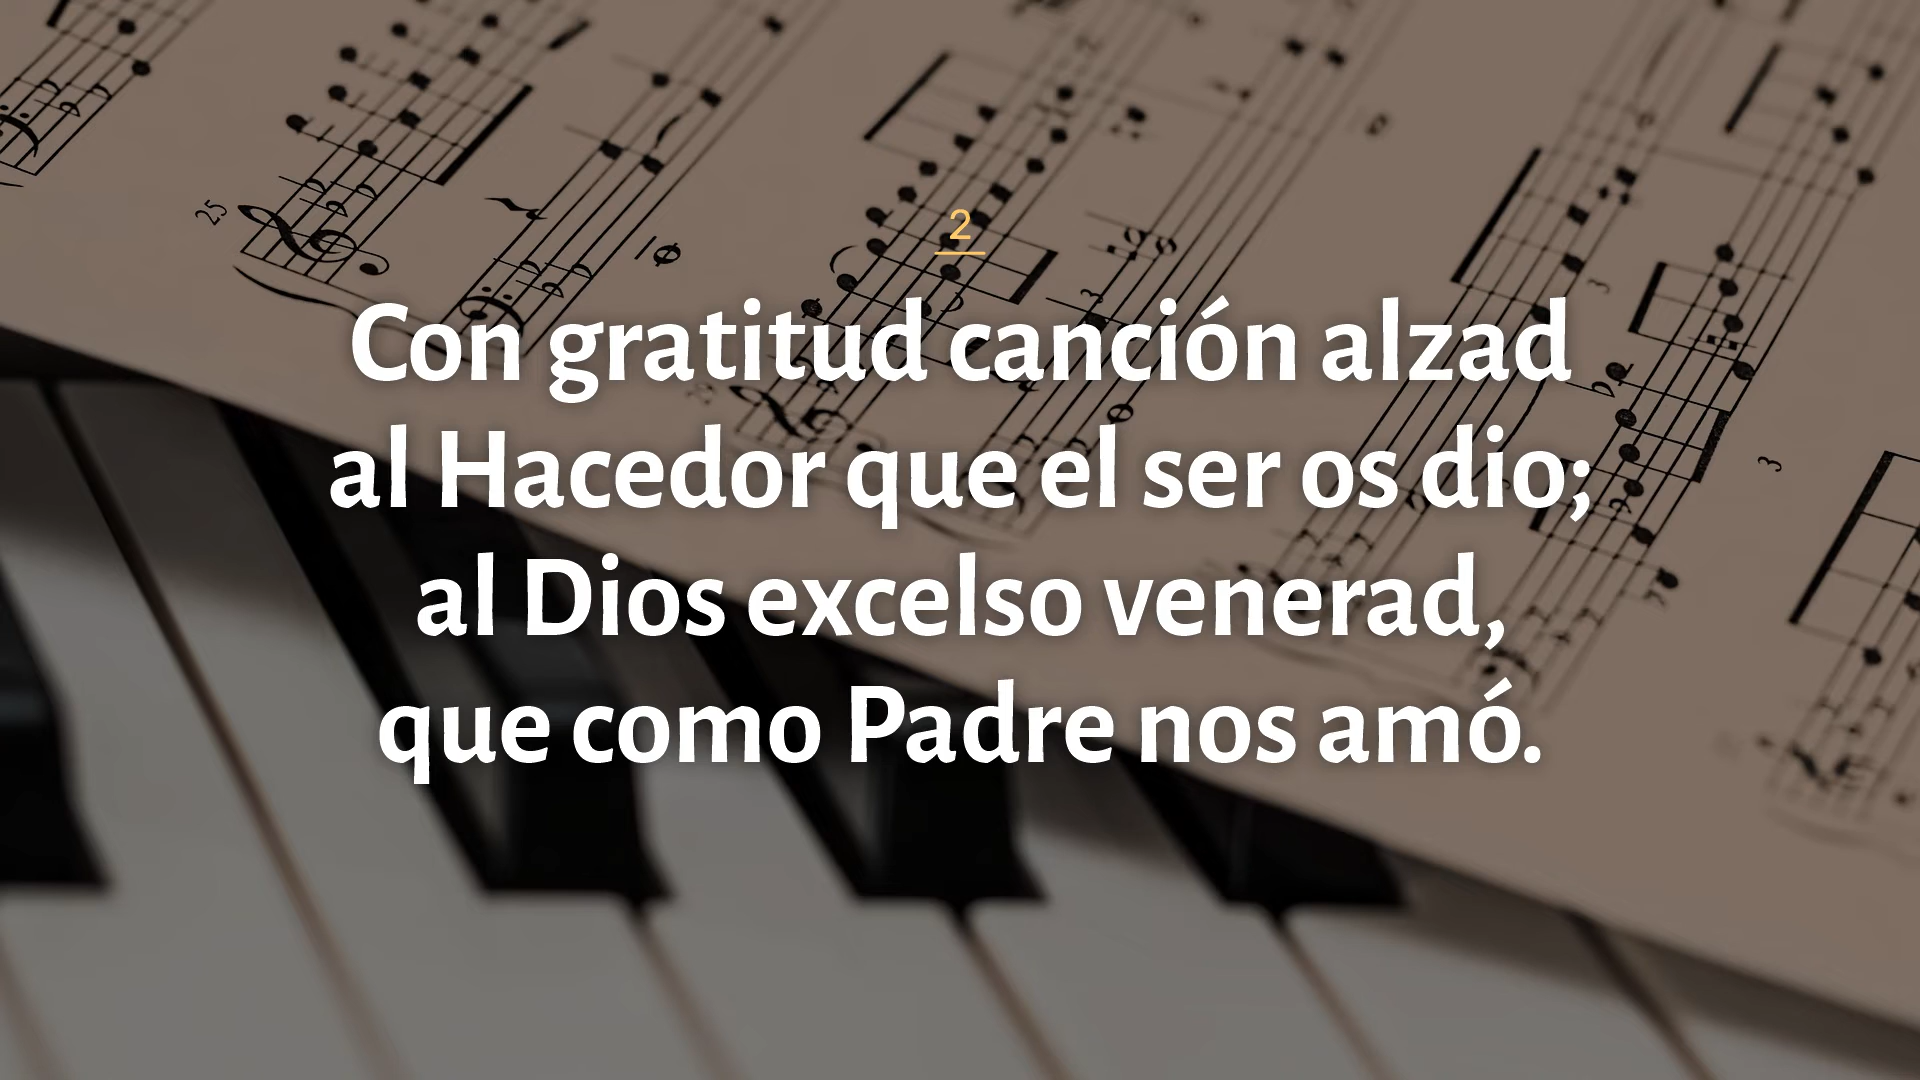 2
Con gratitud canción alzad
al Hacedor que el ser os dio;
al Dios excelso venerad,
que como Padre nos amó.